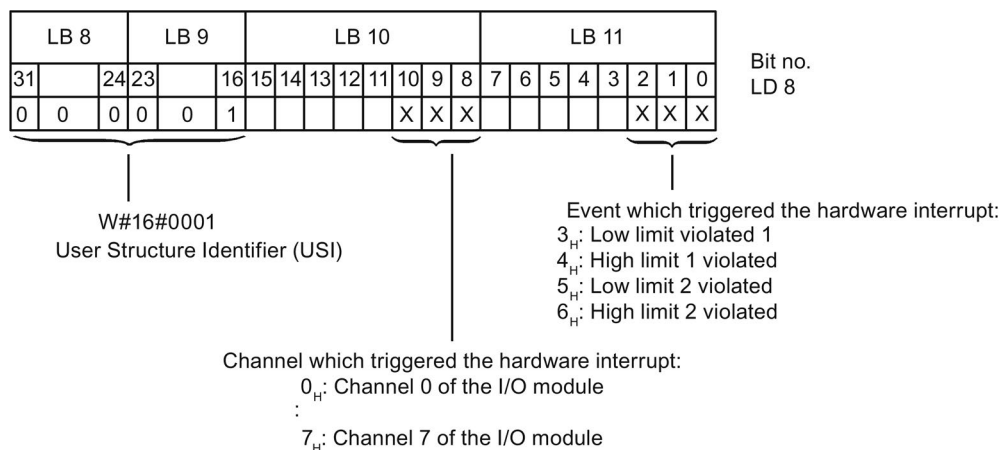 LB 8 LB 9 LB 10 LB 11
31 24 23 16 15 14 13 12 11 10 9 8 7 6 5 4 3 2 1 0 Bit no.
LD 8
0 0 0 0 0 1 X X X X X X
W#16#0001
User Structure Identifier (USI)
Event which triggered the hardware interrupt:
3H: Low limit violated 1
4H: High limit 1 violated
5H: Low limit 2 violated
6H: High limit 2 violated
Channel which triggered the hardware interrupt:
0H: Channel 0 of the I/O module
:
7H: Channel 7 of the I/O module